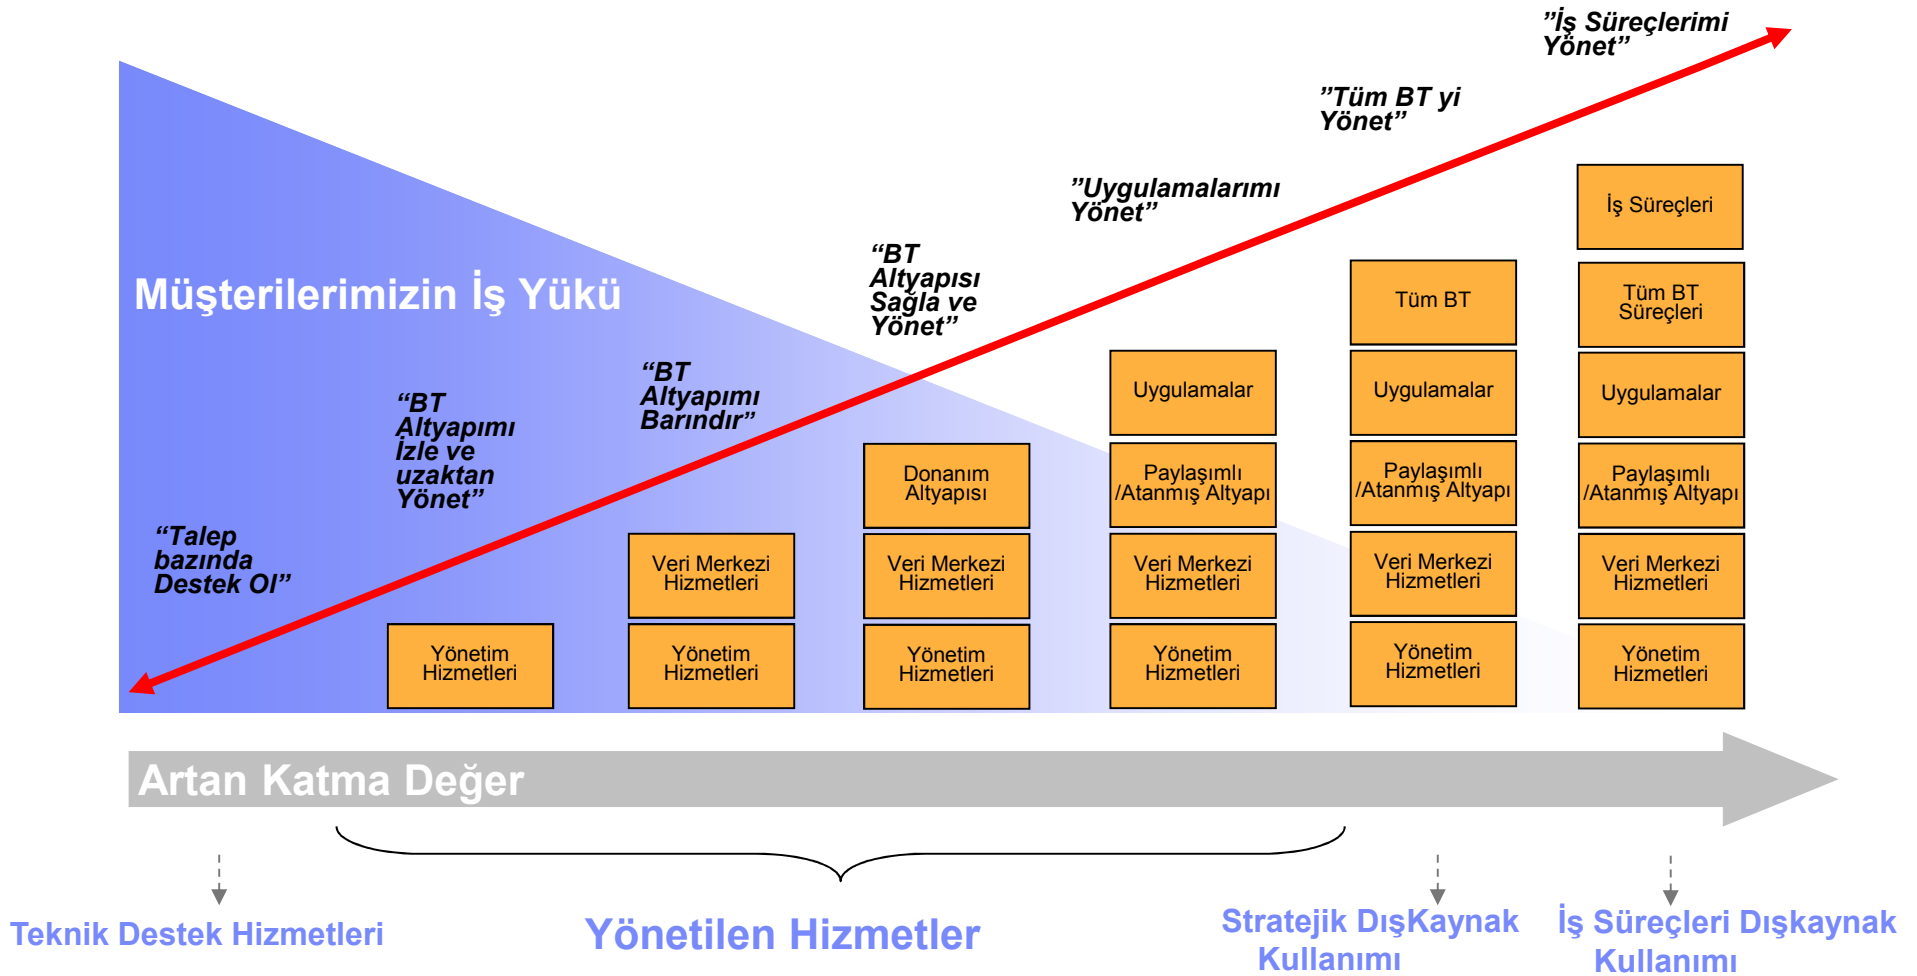 ”İş Süreçlerimi
Yönet”
”Tüm BT yi
Yönet”
”Uygulamalarımı
Yönet”
“BT
Altyapısı
Sağla ve
Yönet”
“BT
Altyapımı
Barındır”
“BT
Altyapımı
İzle ve
uzaktan
Yönet”
“Talep
bazında
Destek Ol”
Müşterilerimizin İş Yükü
Yönetim
Hizmetleri
Veri Merkezi
Hizmetleri
Yönetim
Hizmetleri
Donanım
Altyapısı
Veri Merkezi
Hizmetleri
Yönetim
Hizmetleri
Uygulamalar
Paylaşımlı
/Atanmış Altyapı
Veri Merkezi
Hizmetleri
Yönetim
Hizmetleri
Tüm BT
Uygulamalar
Paylaşımlı
/Atanmış Altyapı
Veri Merkezi
Hizmetleri
Yönetim
Hizmetleri
İş Süreçleri
Tüm BT
Süreçleri
Uygulamalar
Paylaşımlı
/Atanmış Altyapı
Veri Merkezi
Hizmetleri
Yönetim
Hizmetleri
Artan Katma Değer
Teknik Destek Hizmetleri
Yönetilen Hizmetler
Stratejik DışKaynak
Kullanımı
İş Süreçleri Dışkaynak
Kullanımı